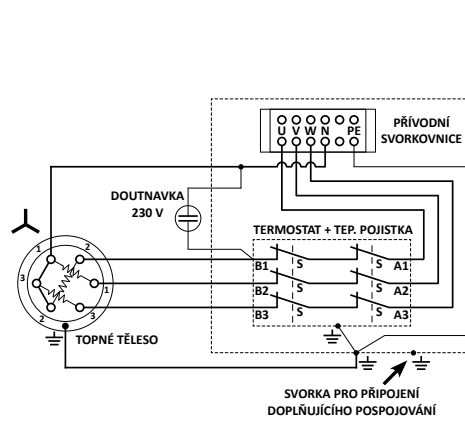 U V W N PE
PŘÍVODNÍ
SVORKOVNICE
DOUTNAVKA
230 V
TERMOSTAT + TEP. POJISTKA
B1 S S A1
B2 S S A2
B3 S S A3
1 2
3 1
2 3
TOPNÉ TĚLESO
SVORKA PRO PŘIPOJENÍ
DOPLŇUJÍCÍHO POSPOJOVÁNÍ